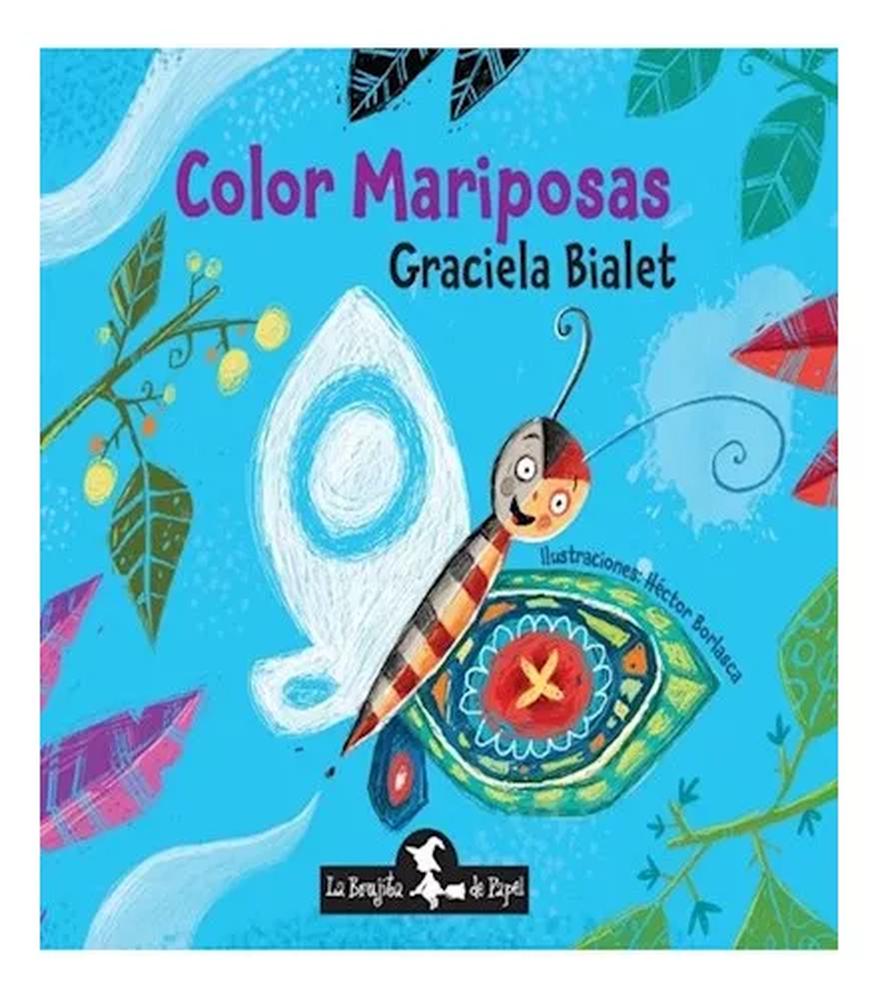 Color Mariposas
Graciela Bialet
Ilustraciones: Héctor Borlasca
La Brujita de Papel